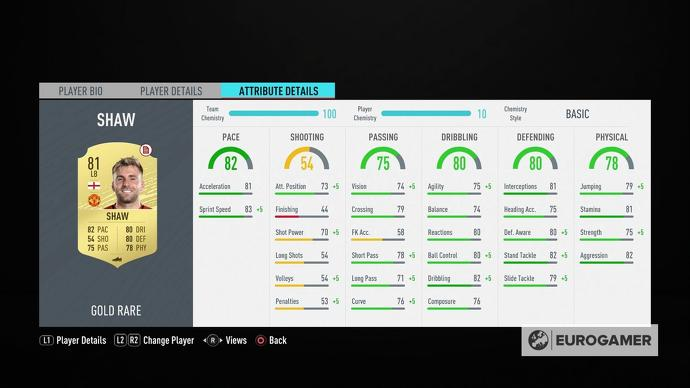 PLAYER BIO PLAYER DETAILS ATTRIBUTE DETAILS
SHAW
81
LB
SHAW
82 PAC 80 DRI
54 SHO 80 DEF
75 PAS 78 PHY
GOLD RARE
Team Chemistry 100 Player Chemistry 10 Chemistry Style BASIC
PACE
82
Acceleration 81
Sprint Speed 83 +5
SHOOTING
54
Att. Position 73 +5
Finishing 44
Shot Power 70 +5
Long Shots 54
Volleys 54 +5
Penalties 53 +5
PASSING
75
Vision 74 +5
Crossing 79
FK Acc. 58
Short Pass 78 +5
Long Pass 71 +5
Curve 76 +5
DRIBBLING
80
Agility 75 +5
Balance 74
Reactions 80
Ball Control 80 +5
Dribbling 82 +5
Composure 76
DEFENDING
80
Interceptions 81
Heading Acc. 75
Def. Aware 80 +5
Stand Tackle 82 +5
Slide Tackle 79 +5
PHYSICAL
78
Jumping 79 +5
Stamina 81
Strength 75 +5
Aggression 82
L1 Player Details L2 R2 Change Player R Views Back
EUROGAMER